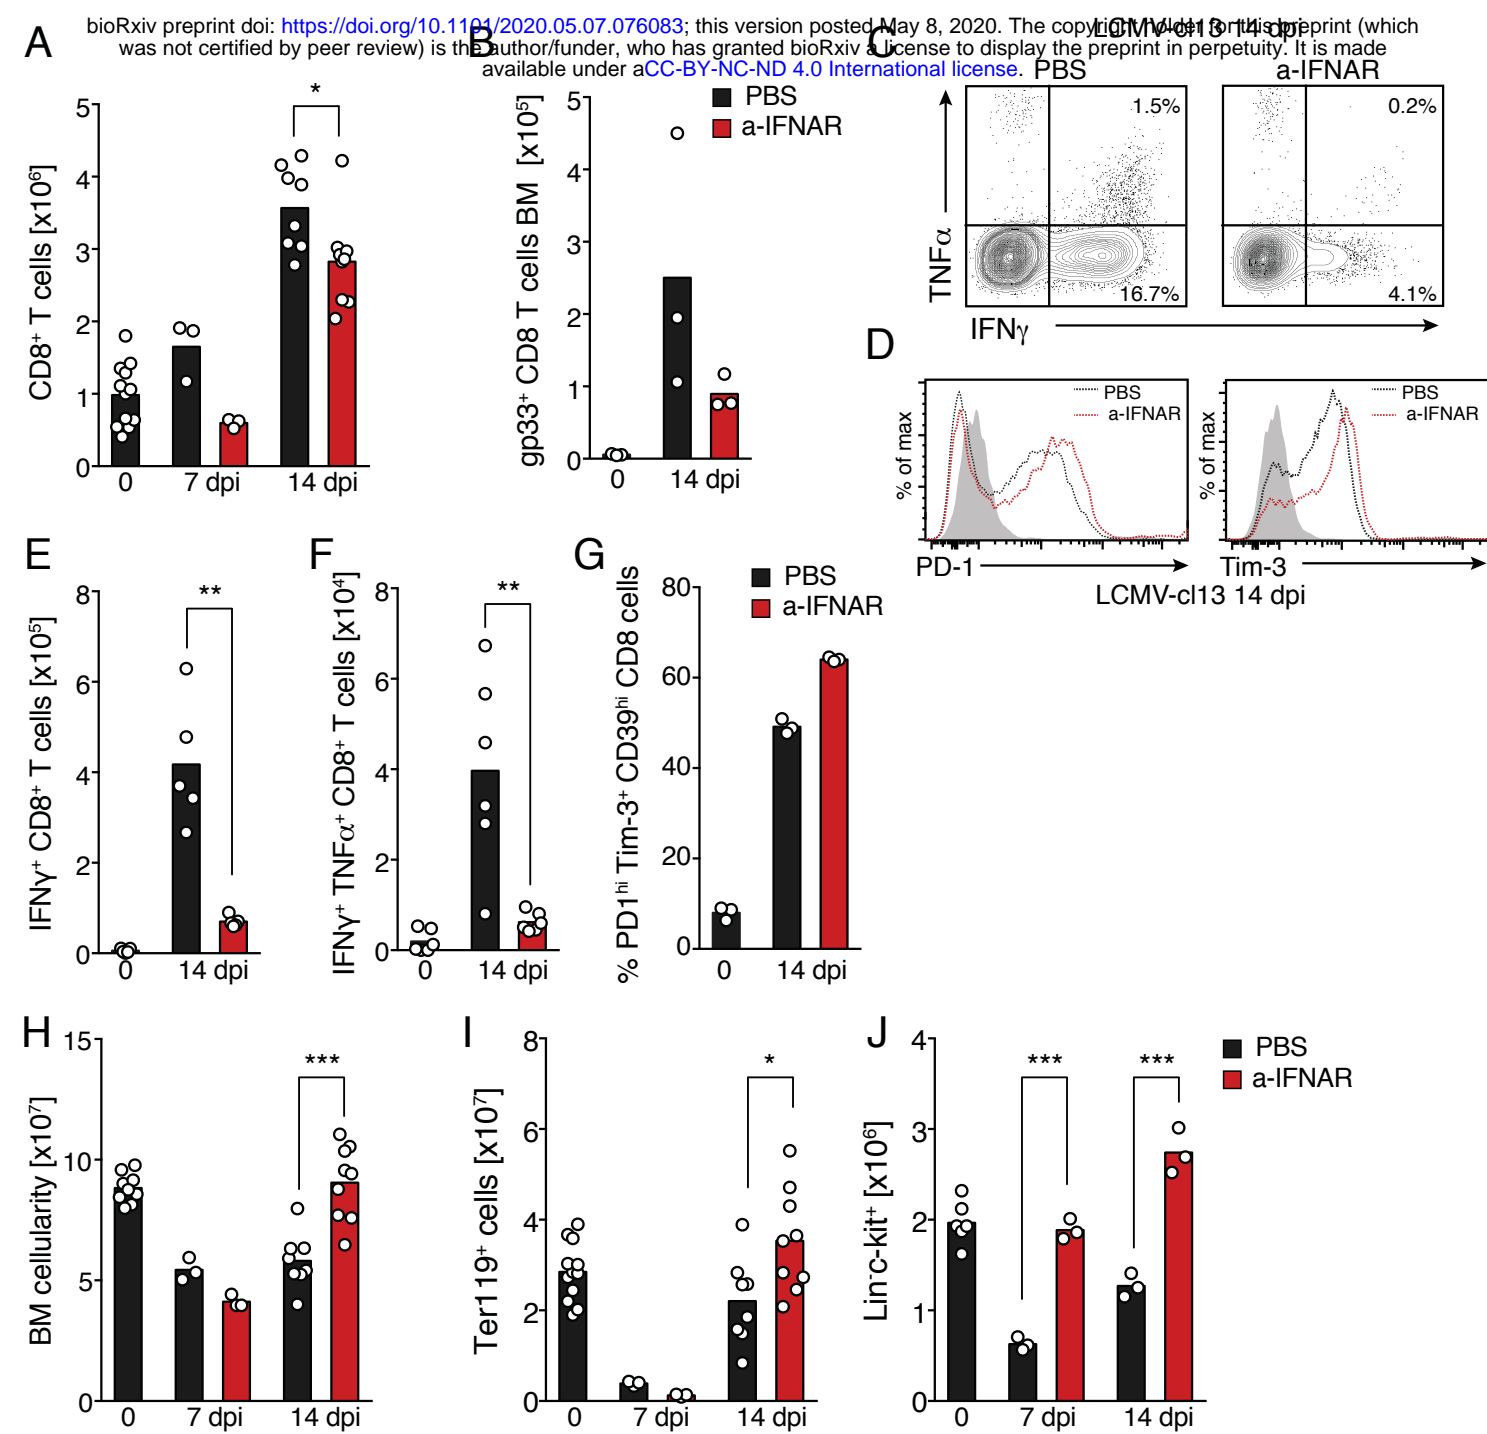 bioRxiv preprint doi: https://doi.org/10.1101/2020.05.07.076083; this version posted May 8, 2020. The copyright holder for this preprint (which
was not certified by peer review) is the author/funder, who has granted bioRxiv a license to display the preprint in perpetuity. It is made
available under aCC-BY-NC-ND 4.0 International license.
A
CD8+ T cells [x10⁶]
5
4
3
2
1
0
*
0 7 dpi 14 dpi
B
gp33+ CD8 T cells BM [x10⁵]
5
4
3
2
1
0
PBS
a-IFNAR
0 14 dpi
C
LCMV-cl13 14 dpi
PBS a-IFNAR
1.5% 0.2%
16.7% 4.1%
TNFα
IFNγ
D
% of max
PBS
a-IFNAR
PD-1
% of max
PBS
a-IFNAR
Tim-3
LCMV-cl13 14 dpi
E
IFNγ+ CD8+ T cells [x10⁵]
8
6
4
2
0
**
0 14 dpi
F
IFNγ+ TNFα+ CD8+ T cells [x10⁴]
8
6
4
2
0
**
0 14 dpi
G
% PD1hi Tim-3+ CD39hi CD8 cells
80
60
40
20
0
PBS
a-IFNAR
0 14 dpi
H
BM cellularity [x10⁷]
15
10
5
0
***
0 7 dpi 14 dpi
I
Ter119+ cells [x10⁷]
8
6
4
2
0
*
0 7 dpi 14 dpi
J
Lin-c-kit+ [x10⁶]
4
3
2
1
0
*** ***
PBS
a-IFNAR
0 7 dpi 14 dpi